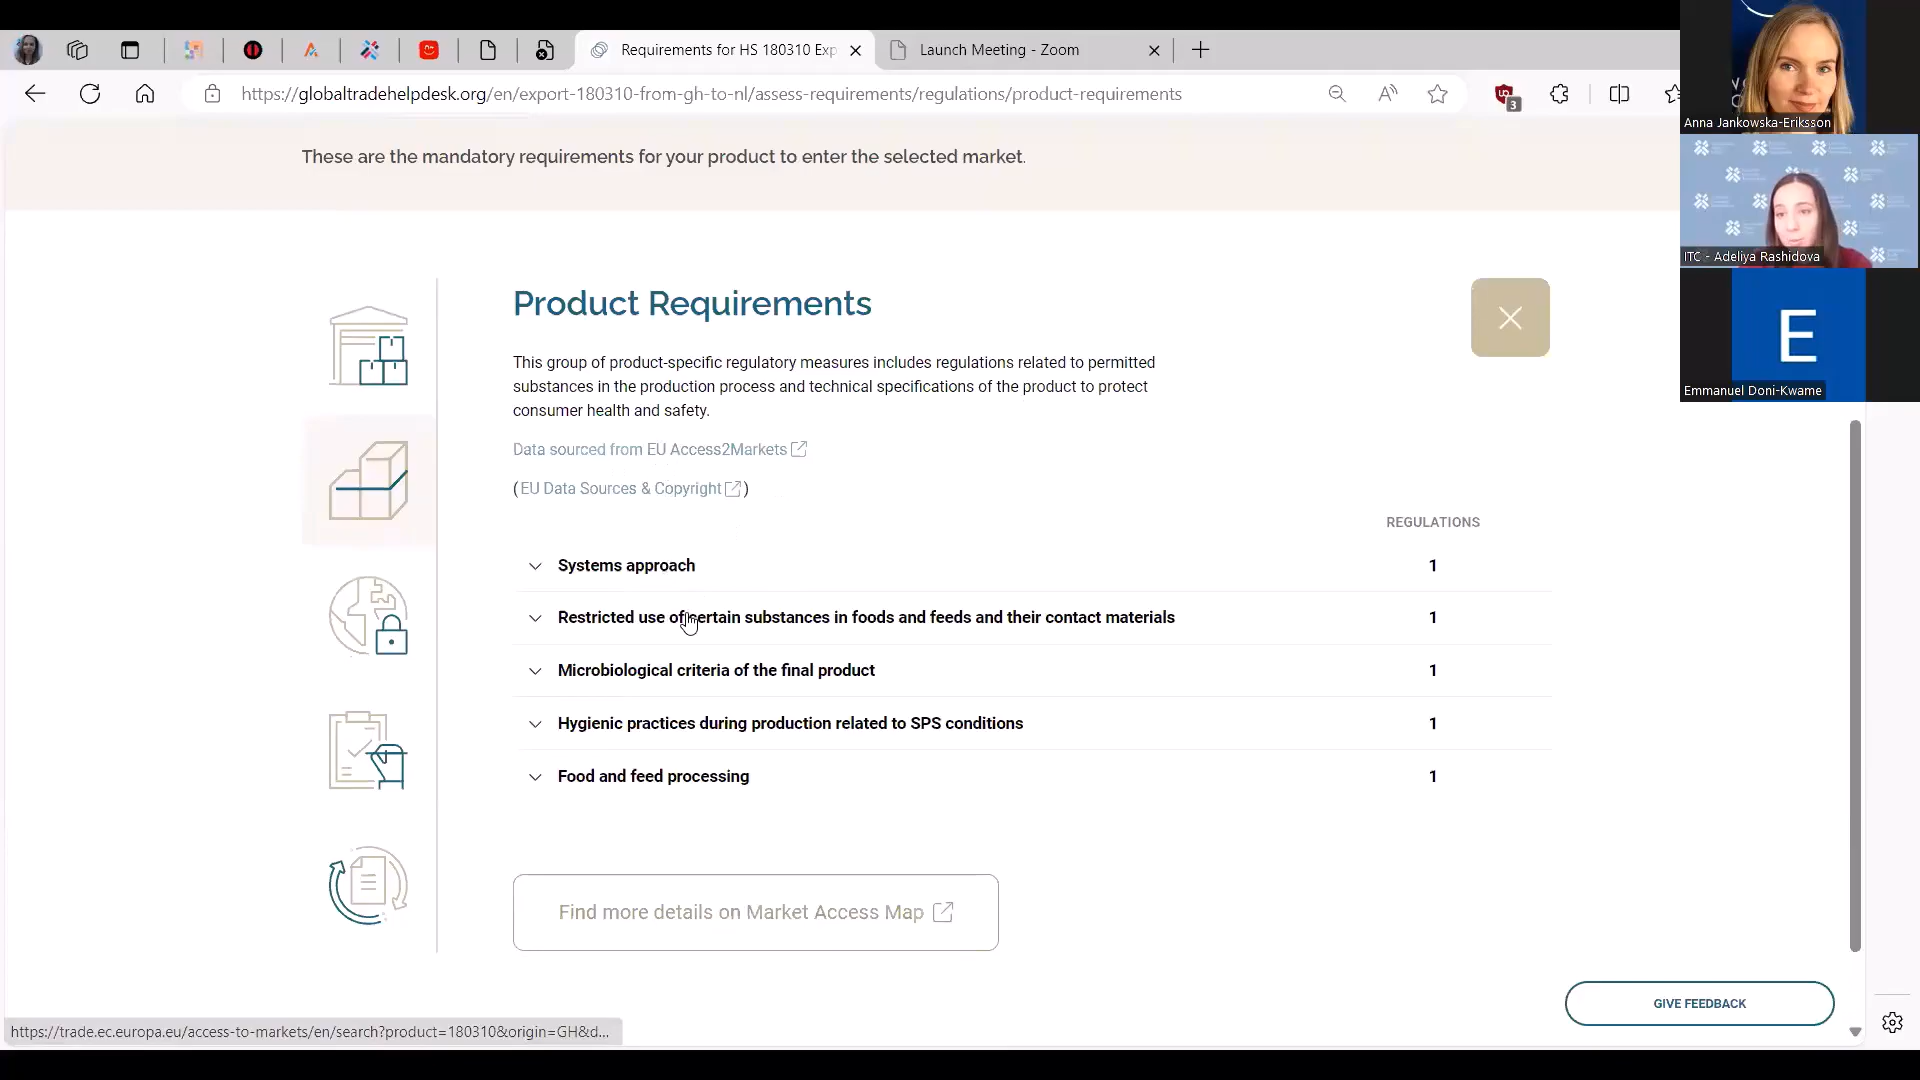 Requirements for HS 180310 Exp
Launch Meeting - Zoom
https://globaltradehelpdesk.org/en/export-180310-from-gh-to-nl/assess-requirements/regulations/product-requirements
3
Anna Jankowska-Eriksson
These are the mandatory requirements for your product to enter the selected market.
ITC - Adeliya Rashidova
E
Emmanuel Doni-Kwame
Product Requirements
This group of product-specific regulatory measures includes regulations related to permitted
substances in the production process and technical specifications of the product to protect
consumer health and safety.
Data sourced from EU Access2Markets
(EU Data Sources & Copyright)
REGULATIONS
Systems approach 1
Restricted use of certain substances in foods and feeds and their contact materials 1
Microbiological criteria of the final product 1
Hygienic practices during production related to SPS conditions 1
Food and feed processing 1
Find more details on Market Access Map
GIVE FEEDBACK
https://trade.ec.europa.eu/access-to-markets/en/search?product=180310&origin=GH&d...